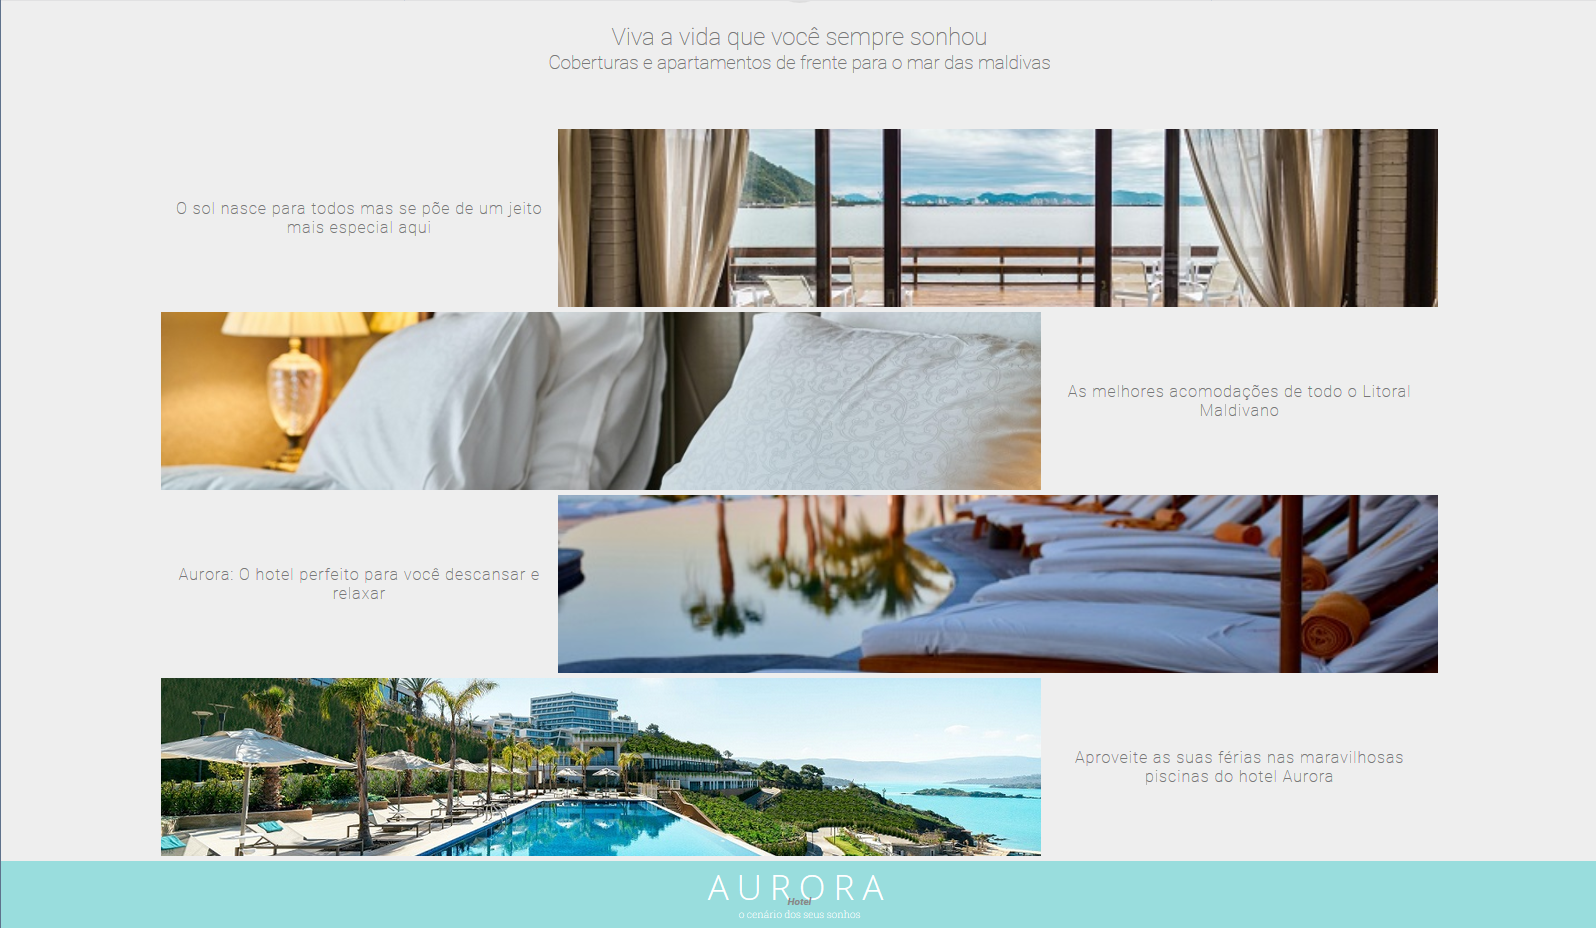 Viva a vida que você sempre sonhou
Coberturas e apartamentos de frente para o mar das maldivas
O sol nasce para todos mas se põe de um jeito
mais especial aqui
As melhores acomodações de todo o Litoral
Maldivano
Aurora: O hotel perfeito para você descansar e
relaxar
Aproveite as suas férias nas maravilhosas
piscinas do hotel Aurora
AURORA
Hotel
o cenário dos seus sonhos